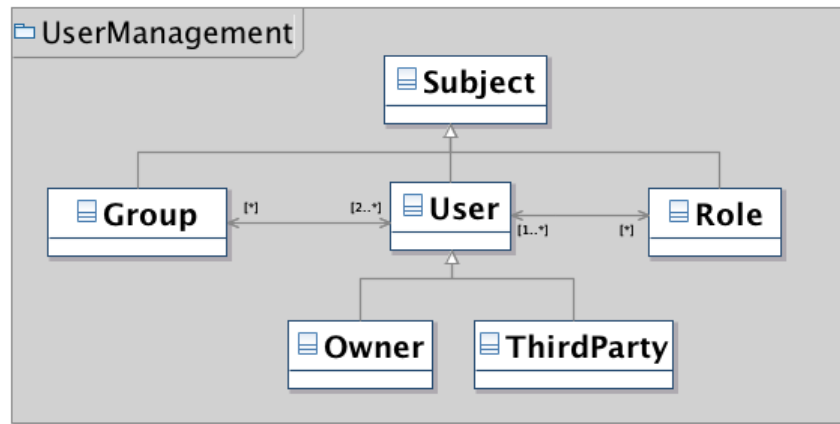 UserManagement
Subject
Group
[*]
[2..*]
User
[1..*]
[*]
Role
Owner
ThirdParty